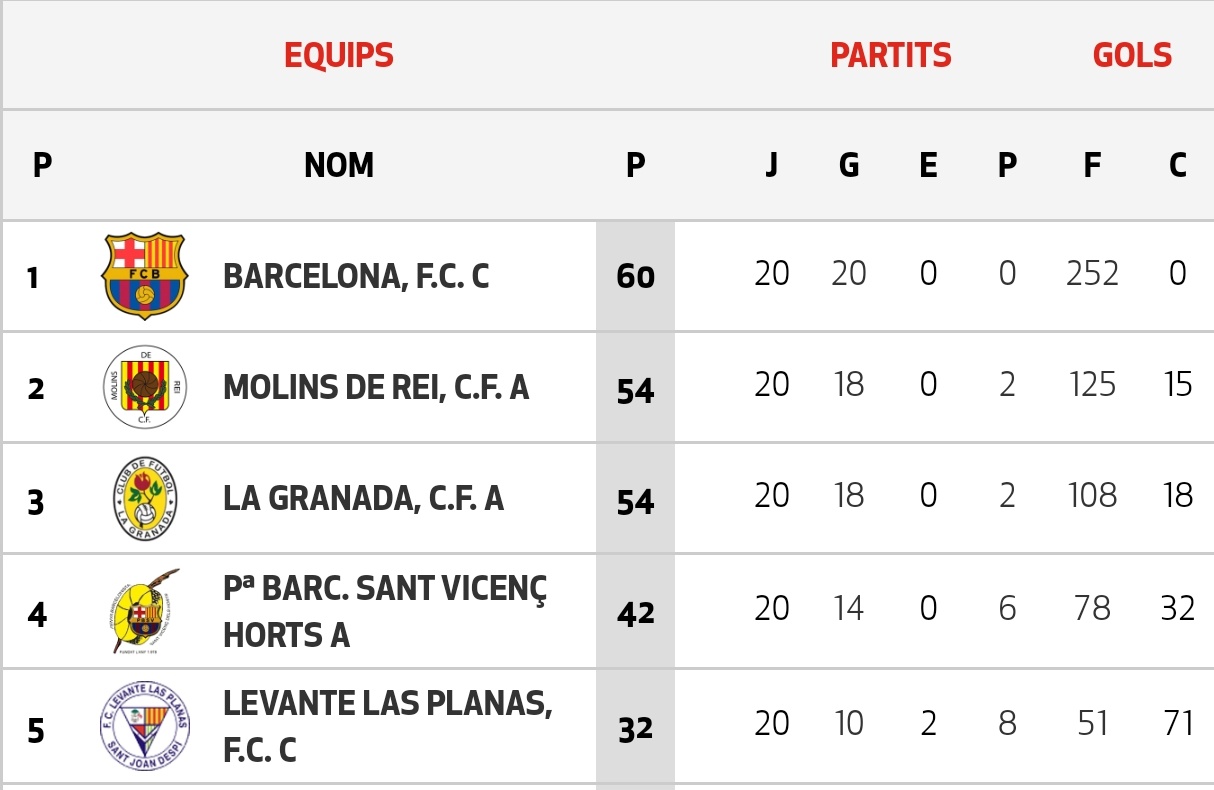 EQUIPS PARTITS GOLS
P NOM P J G E P F C
1 FCB BARCELONA, F.C. C 60 20 20 0 0 252 0
DE
MOLINS REI
C.F.
2 MOLINS DE REI, C.F. A 54 20 18 0 2 125 15
CLUB DE FUTBOL
LA GRANADA
3 LA GRANADA, C.F. A 54 20 18 0 2 108 18
4 Pª BARC. SANT VICENÇ
HORTS A 42 20 14 0 6 78 32
F.C. LEVANTE LAS PLANAS
SANT JOAN DESPI
5 LEVANTE LAS PLANAS,
F.C. C 32 20 10 2 8 51 71